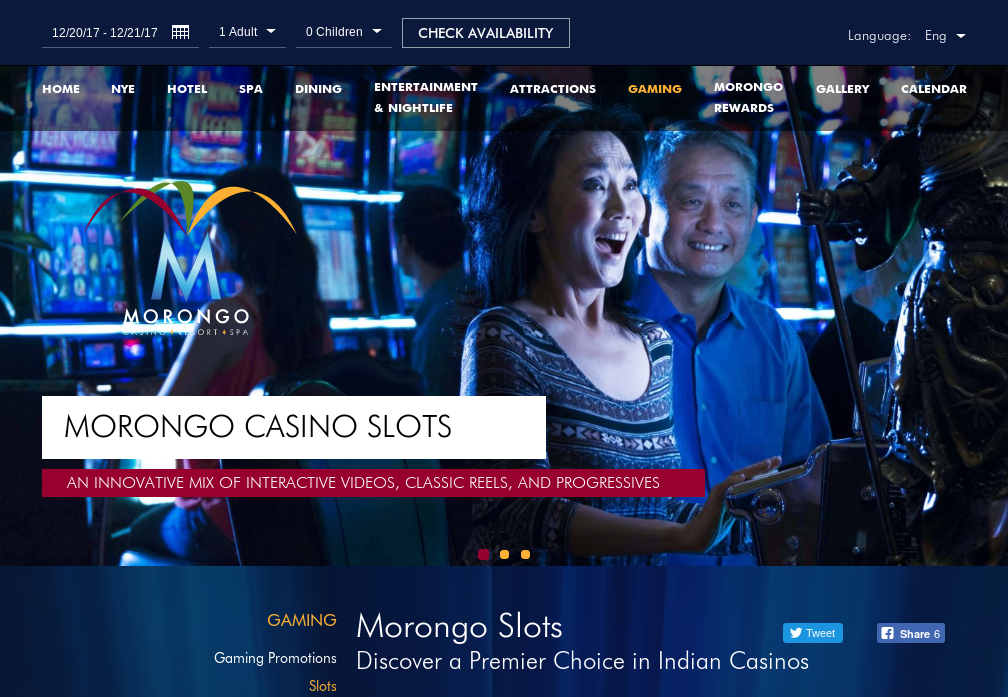 12/20/17 - 12/21/17
1 Adult
0 Children
CHECK AVAILABILITY
Language: Eng
HOME
NYE
HOTEL
SPA
DINING
ENTERTAINMENT
& NIGHTLIFE
ATTRACTIONS
GAMING
MORONGO
REWARDS
GALLERY
CALENDAR
MORONGO
CASINO RESORT SPA
MORONGO CASINO SLOTS
AN INNOVATIVE MIX OF INTERACTIVE VIDEOS, CLASSIC REELS, AND PROGRESSIVES
GAMING
Gaming Promotions
Slots
Morongo Slots
Discover a Premier Choice in Indian Casinos
Tweet
Share 6